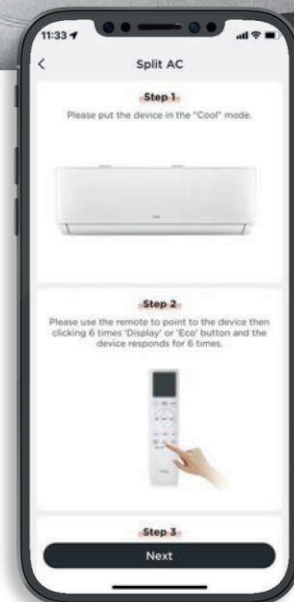 11:33
Split AC
Step 1
Please put the device in the "Cool" mode.
Step 2
Please use the remote to point to the device then
clicking 6 times 'Display' or 'Eco' button and the
device responds for 6 times.
Step 3
Next